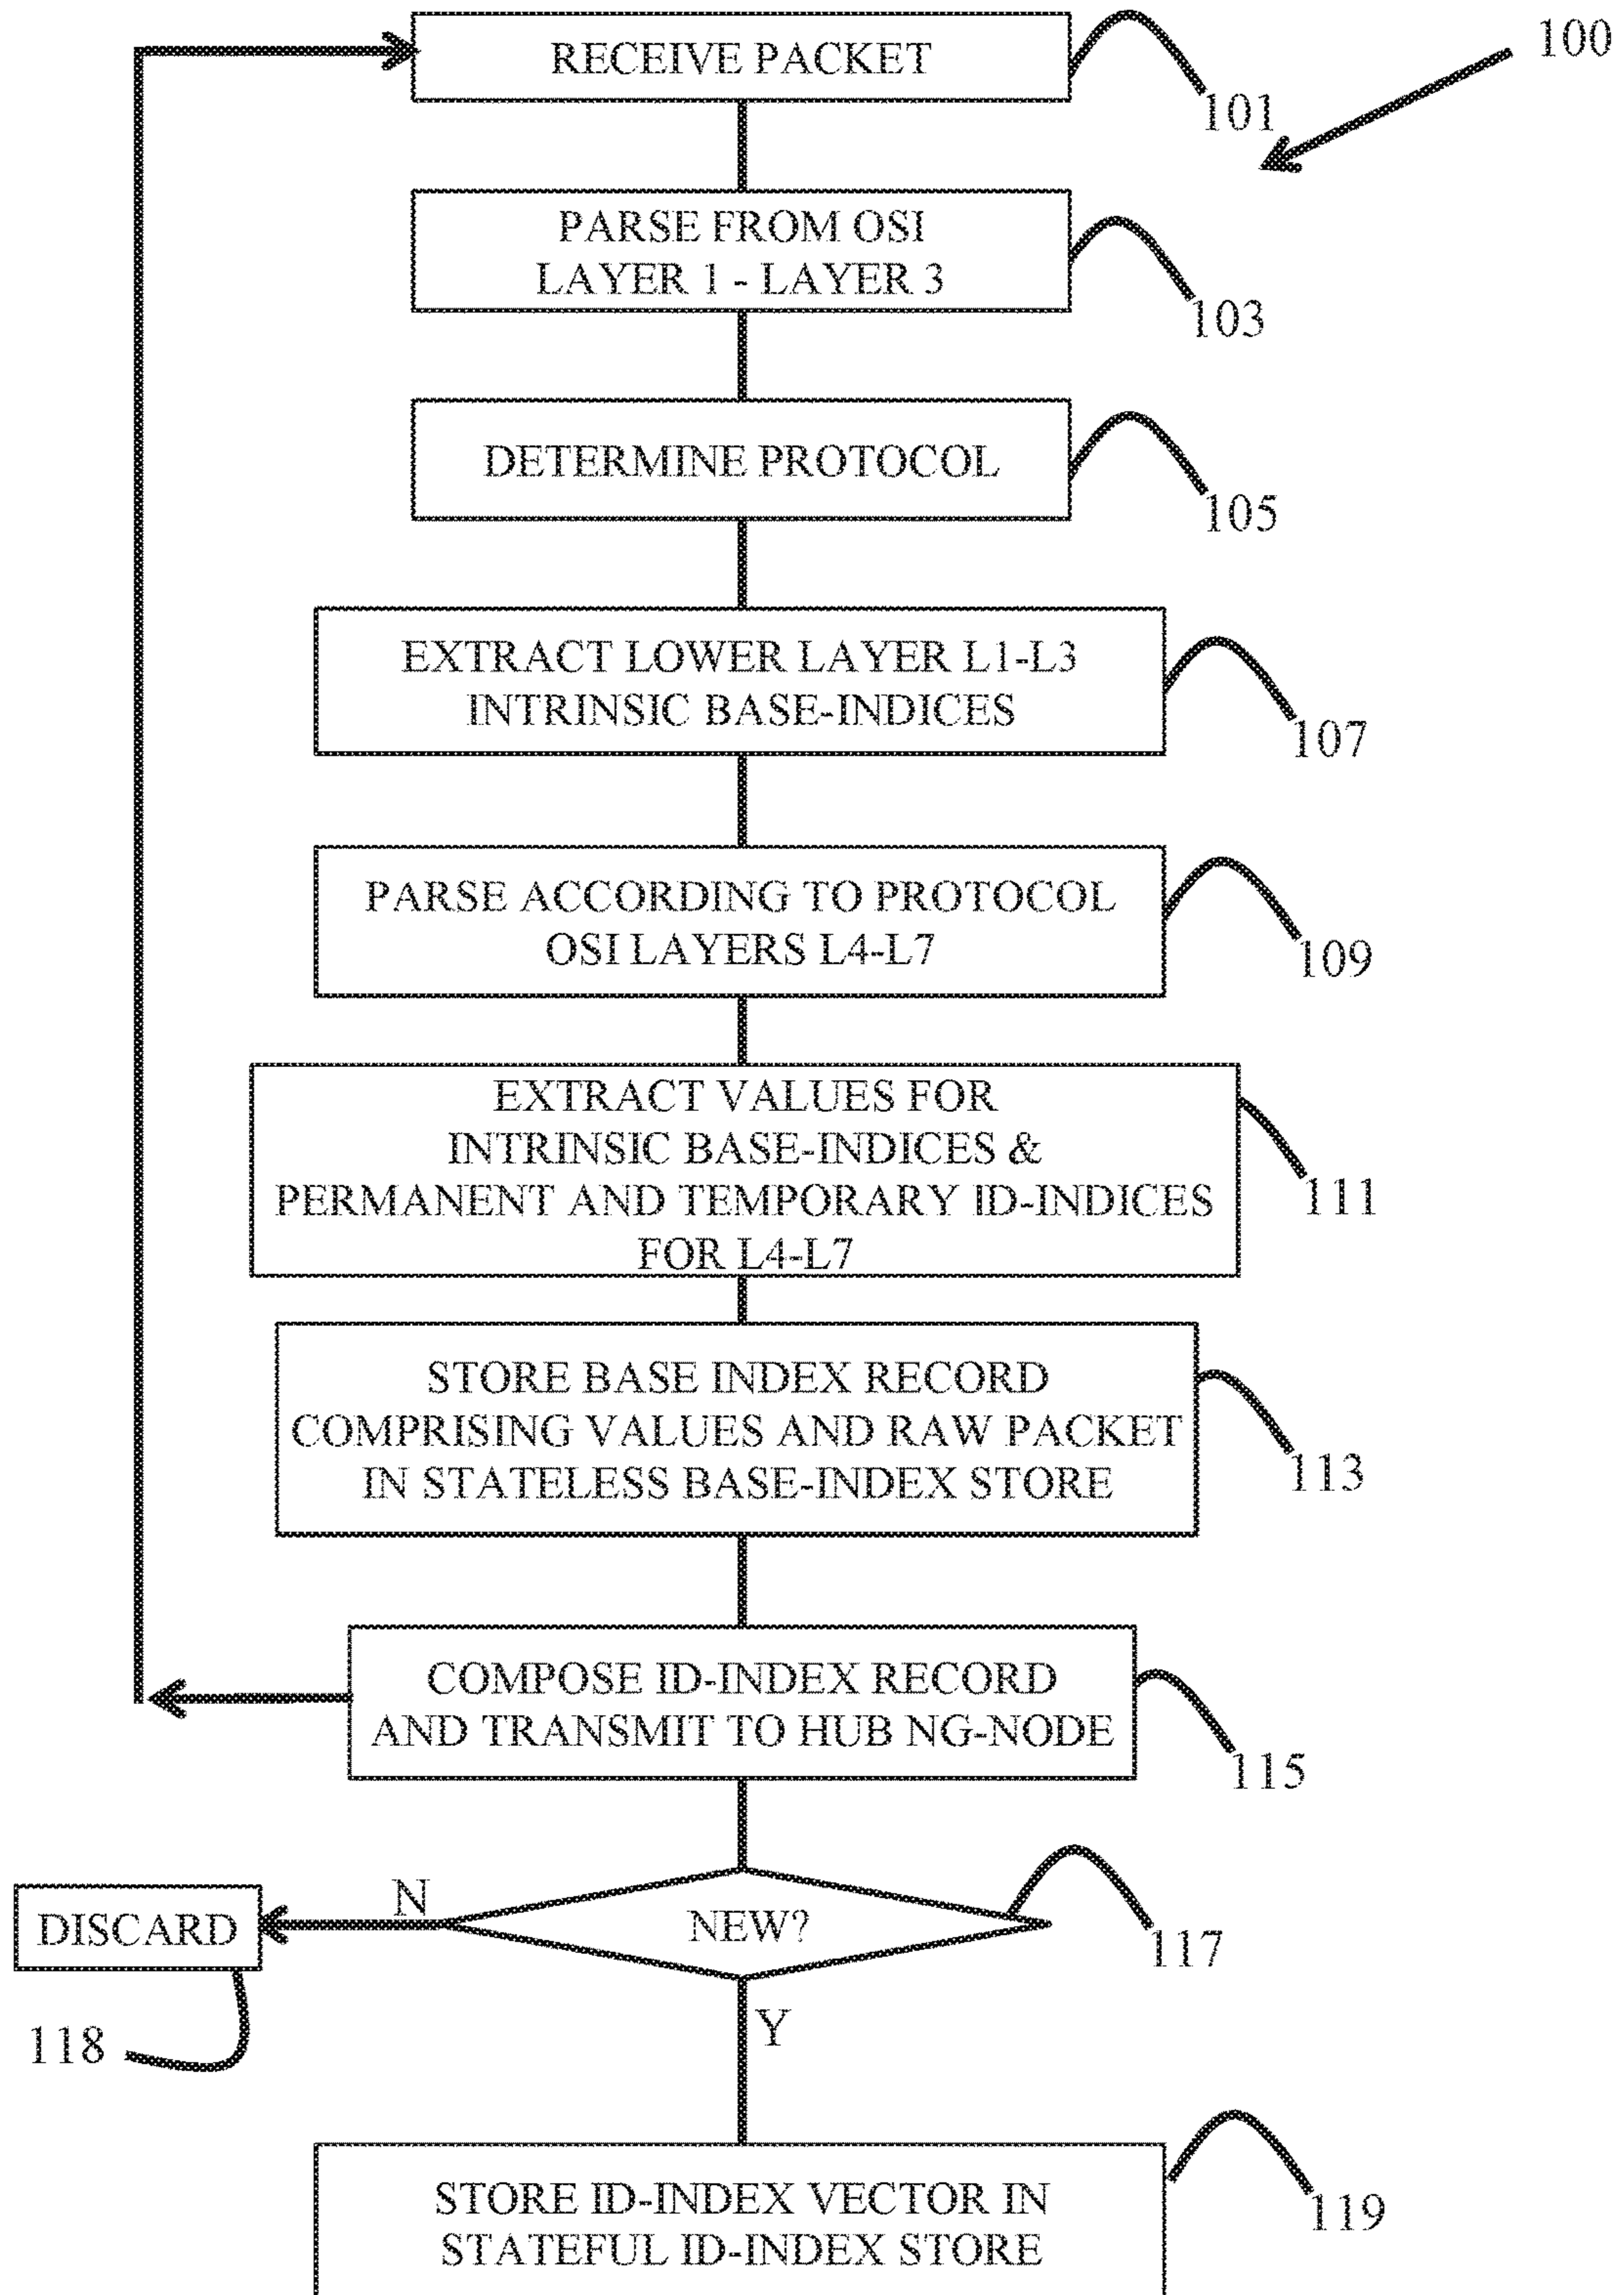 RECEIVE PACKET
100
101
PARSE FROM OSI
LAYER 1 - LAYER 3
103
DETERMINE PROTOCOL
105
EXTRACT LOWER LAYER L1-L3
INTRINSIC BASE-INDICES
107
PARSE ACCORDING TO PROTOCOL
OSI LAYERS L4-L7
109
EXTRACT VALUES FOR
INTRINSIC BASE-INDICES &
PERMANENT AND TEMPORARY ID-INDICES
FOR L4-L7
111
STORE BASE INDEX RECORD
COMPRISING VALUES AND RAW PACKET
IN STATELESS BASE-INDEX STORE
113
COMPOSE ID-INDEX RECORD
AND TRANSMIT TO HUB NG-NODE
115
N
DISCARD
NEW?
117
118
Y
STORE ID-INDEX VECTOR IN
STATEFUL ID-INDEX STORE
119